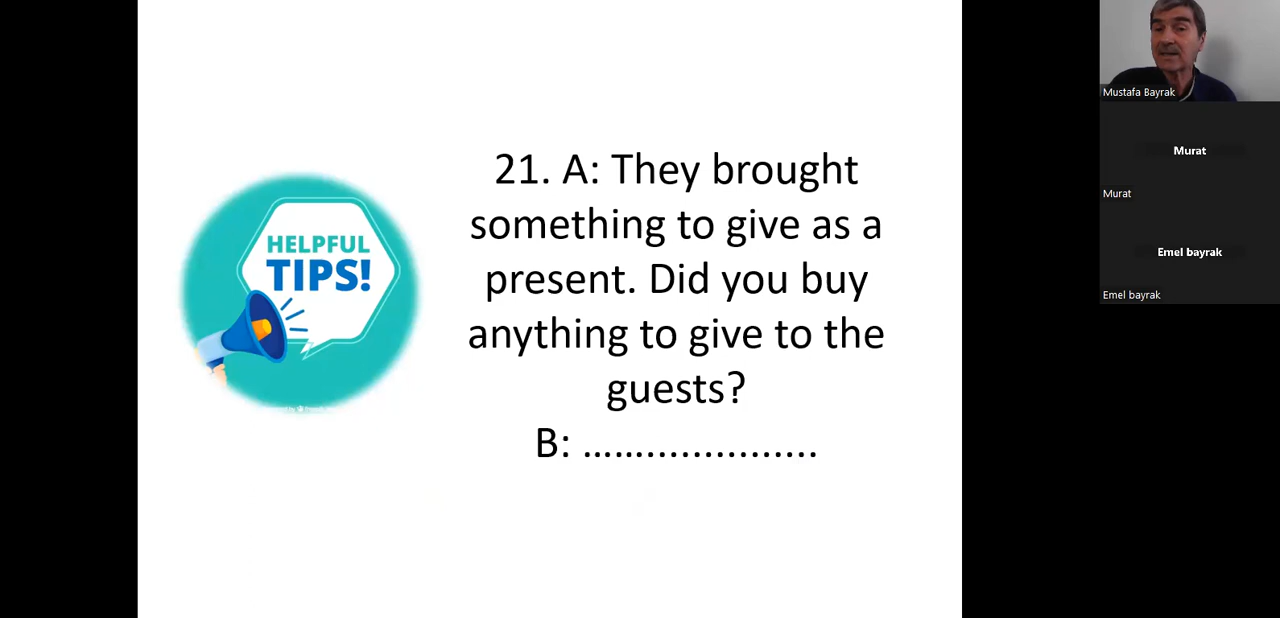 HELPFUL
TIPS!
21. A: They brought
something to give as a
present. Did you buy
anything to give to the
guests?
B: .....................
Mustafa Bayrak
Murat
Murat
Emel bayrak
Emel bayrak